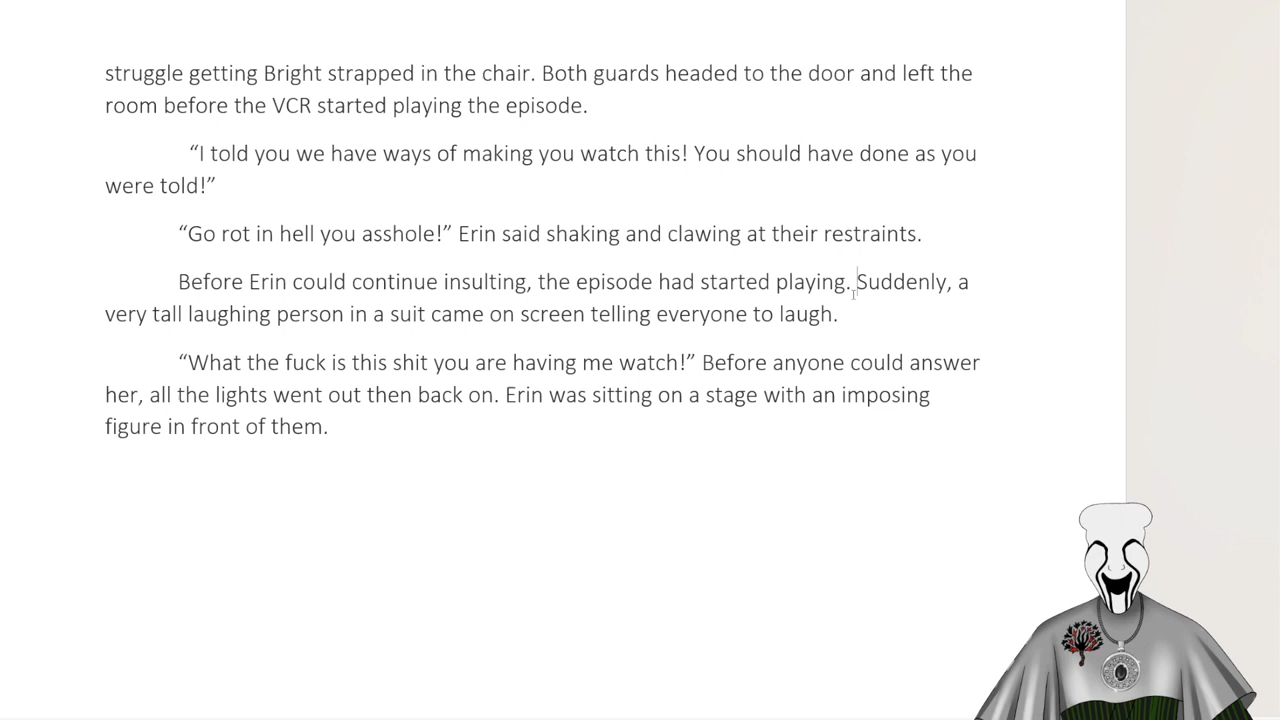 struggle getting Bright strapped in the chair. Both guards headed to the door and left the
room before the VCR started playing the episode.
“I told you we have ways of making you watch this! You should have done as you
were told!”
“Go rot in hell you asshole!” Erin said shaking and clawing at their restraints.
Before Erin could continue insulting, the episode had started playing. Suddenly, a
very tall laughing person in a suit came on screen telling everyone to laugh.
“What the fuck is this shit you are having me watch!” Before anyone could answer
her, all the lights went out then back on. Erin was sitting on a stage with an imposing
figure in front of them.